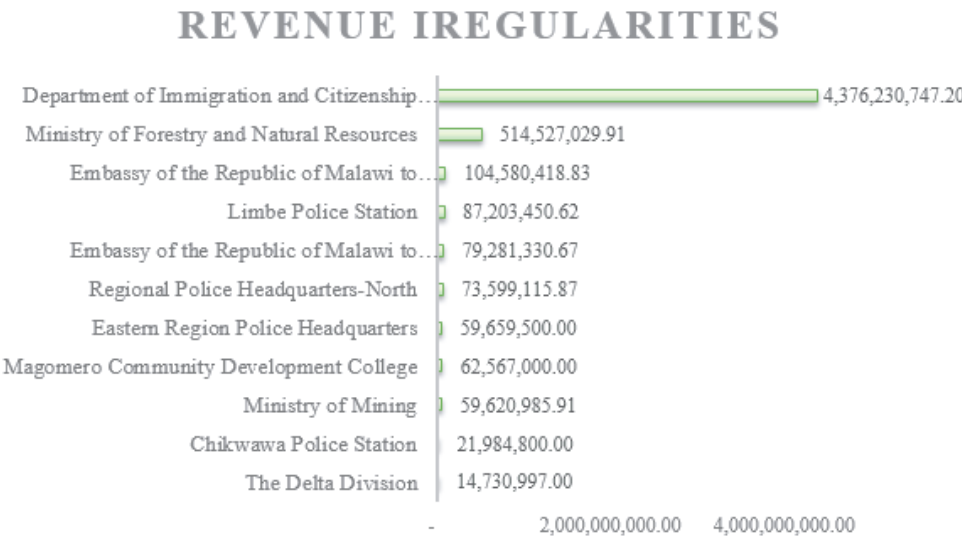 REVENUE IREGULARITIES
Department of Immigration and Citizenship… 4,376,230,747.20
Ministry of Forestry and Natural Resources 514,527,029.91
Embassy of the Republic of Malawi to… 104,580,418.83
Limbe Police Station 87,203,450.62
Embassy of the Republic of Malawi to… 79,281,330.67
Regional Police Headquarters-North 73,599,115.87
Eastern Region Police Headquarters 59,659,500.00
Magomero Community Development College 62,567,000.00
Ministry of Mining 59,620,985.91
Chikwawa Police Station 21,984,800.00
The Delta Division 14,730,997.00
- 2,000,000,000.00 4,000,000,000.00